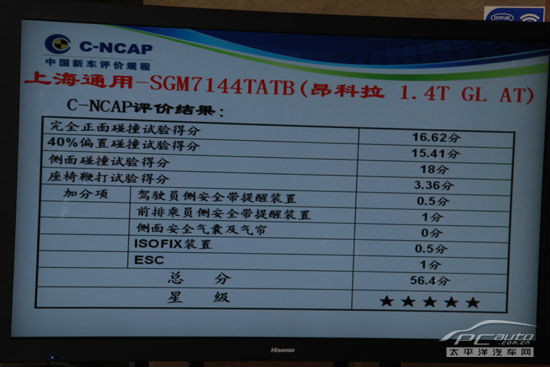 C-NCAP
中国新车评价规程
上海通用-SGM7144TATB(昂科拉 1.4T GL AT)
C-NCAP评价结果:
完全正面碰撞试验得分 16.62分
40%偏置碰撞试验得分 15.41分
侧面碰撞试验得分 18分
座椅鞭打试验得分 3.36分
加分项 驾驶员侧安全带提醒装置 0.5分
前排乘员侧安全带提醒装置 1分
侧面安全气囊及气帘 0分
ISOFIX装置 0.5分
ESC 1分
总 分 56.4分
星 级 ★★★★★
Hisense
PCauto
.com.cn
太平洋汽车网